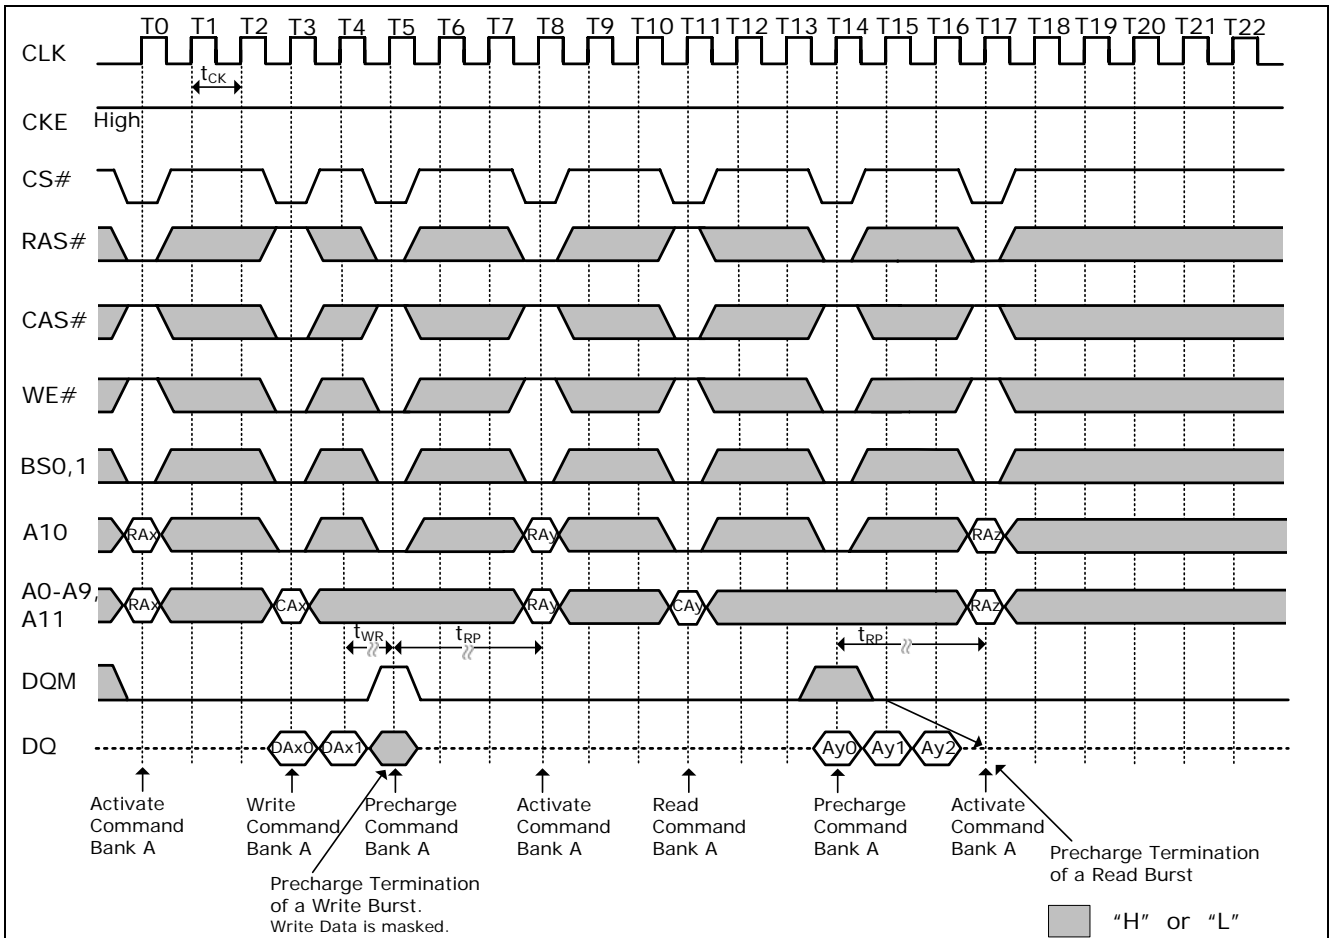 T0 T1 T2 T3 T4 T5 T6 T7 T8 T9 T10 T11 T12 T13 T14 T15 T16 T17 T18 T19 T20 T21 T22
CLK
tCK
CKE High
CS#
RAS#
CAS#
WE#
BS0,1
A10 RAx RAy RAz
A0-A9,
A11 RAx CAx RAy CAy RAz
tWR tRP tRP
DQM
DQ DAx0 DAx1 Ay0 Ay1 Ay2
Activate
Command
Bank A
Write
Command
Bank A
Precharge
Command
Bank A
Activate
Command
Bank A
Read
Command
Bank A
Precharge
Command
Bank A
Activate
Command
Bank A
Precharge Termination
of a Write Burst.
Write Data is masked.
Precharge Termination
of a Read Burst
"H" or "L"